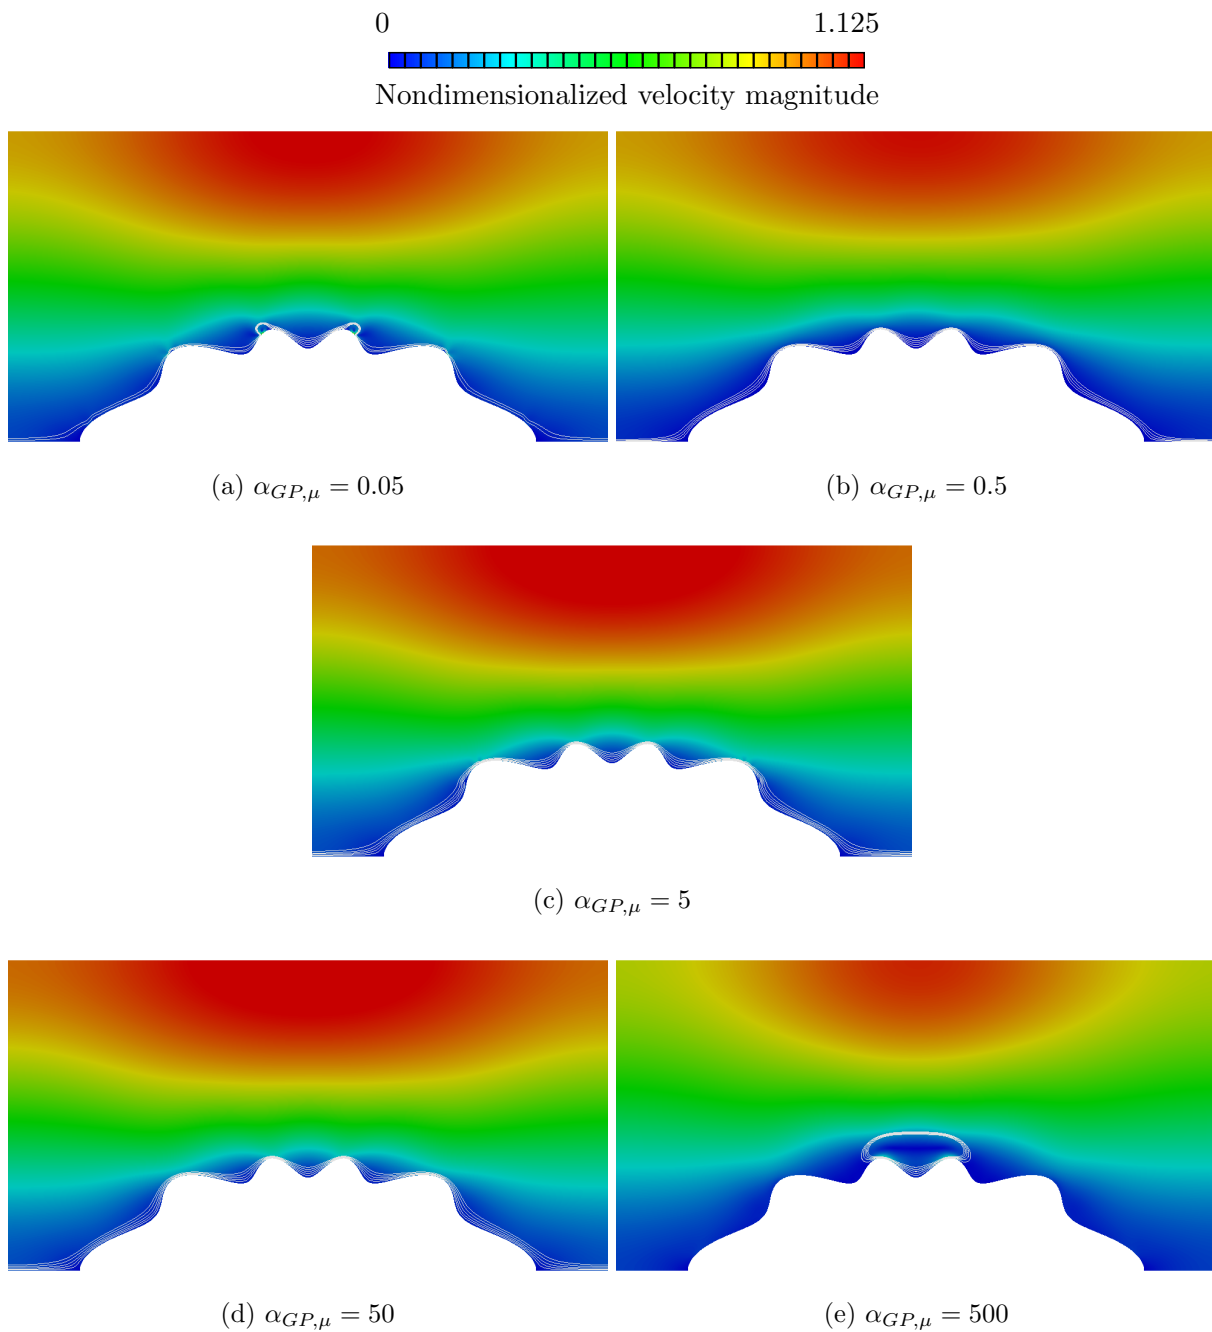 0 1.125
Nondimensionalized velocity magnitude
(a) α_{GP,μ} = 0.05
(b) α_{GP,μ} = 0.5
(c) α_{GP,μ} = 5
(d) α_{GP,μ} = 50
(e) α_{GP,μ} = 500